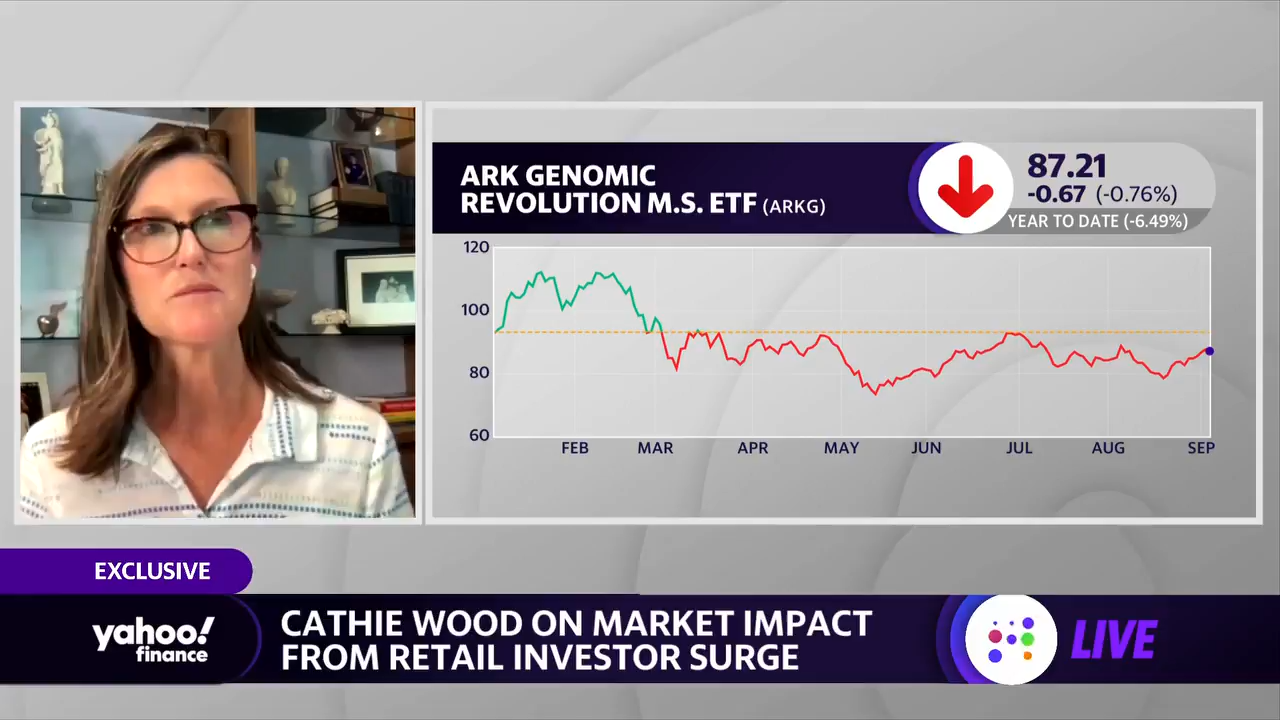 ARK GENOMIC
REVOLUTION M.S. ETF (ARKG)
87.21
-0.67 (-0.76%)
YEAR TO DATE (-6.49%)
120
100
80
60
FEB MAR APR MAY JUN JUL AUG SEP
EXCLUSIVE
yahoo!
finance
CATHIE WOOD ON MARKET IMPACT
FROM RETAIL INVESTOR SURGE
LIVE